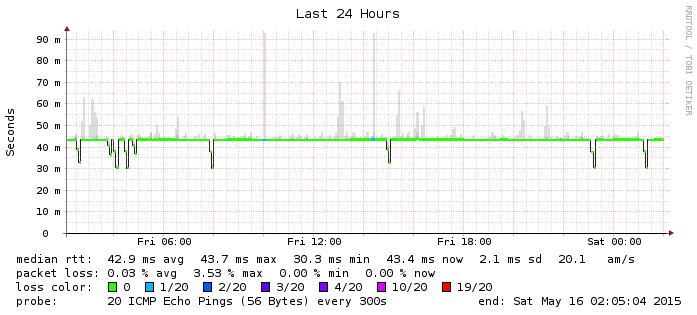 Last 24 Hours
RRDTOOL / TOBI OETIKER
Seconds
90 m
80 m
70 m
60 m
50 m
40 m
30 m
20 m
10 m
0
Fri 06:00 Fri 12:00 Fri 18:00 Sat 00:00
median rtt: 42.9 ms avg 43.7 ms max 30.3 ms min 43.4 ms now 2.1 ms sd 20.1 am/s
packet loss: 0.03 % avg 3.53 % max 0.00 % min 0.00 % now
loss color: 0 1/20 2/20 3/20 4/20 10/20 19/20
probe: 20 ICMP Echo Pings (56 Bytes) every 300s end: Sat May 16 02:05:04 2015